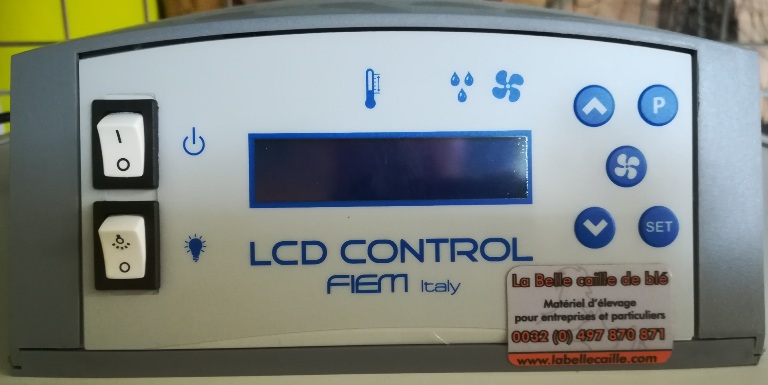 I
O
O
P
SET
LCD CONTROL
FIEM Italy
La Belle caille de blé
Matériel d'élevage
pour entreprises et particuliers
0032 (0) 497 870 871
www.labellecaille.com